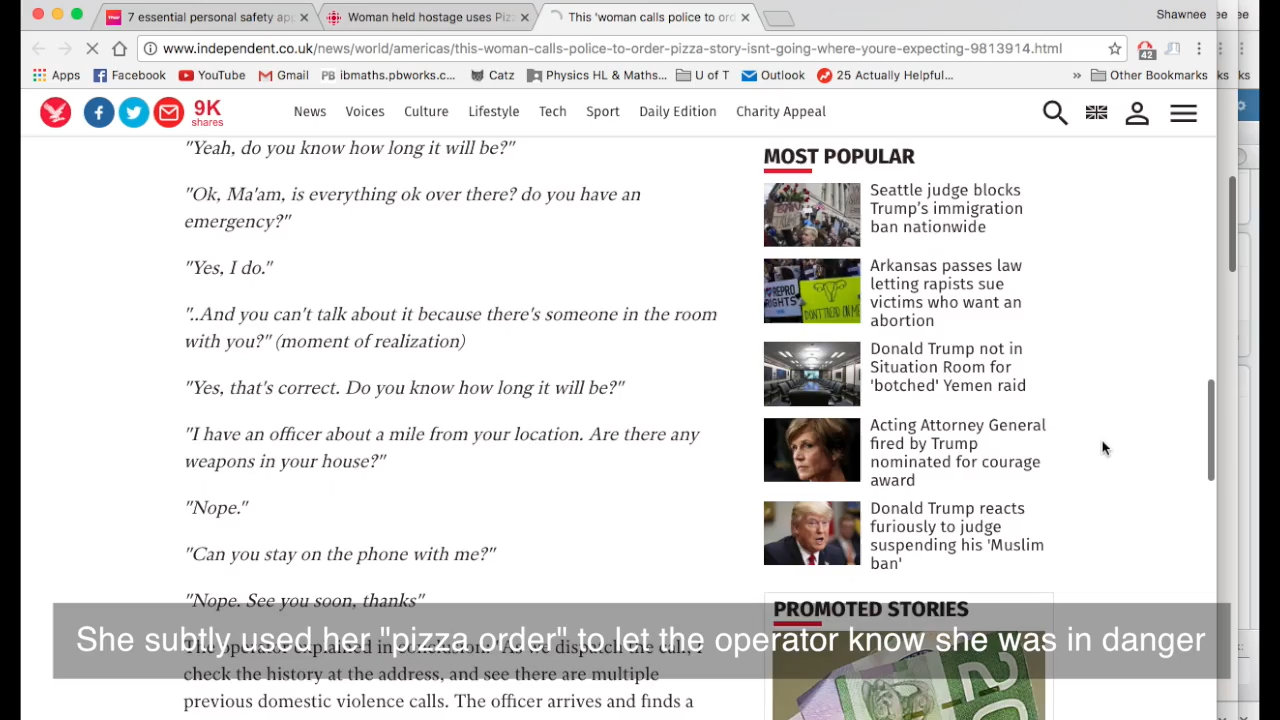 7 essential personal safety ap
Woman held hostage uses Piz
This 'woman calls police to ord
Shawnee
www.independent.co.uk/news/world/americas/this-woman-calls-police-to-order-pizza-story-isnt-going-where-youre-expecting-9813914.html
42
Apps
Facebook
YouTube
Gmail
PB ibmaths.pbworks.c...
Catz
Physics HL & Maths...
U of T
Outlook
25 Actually Helpful...
»
Other Bookmarks
9K
shares
News
Voices
Culture
Lifestyle
Tech
Sport
Daily Edition
Charity Appeal
"Yeah, do you know how long it will be?"
"Ok, Ma'am, is everything ok over there? do you have an
emergency?"
"Yes, I do."
"..And you can't talk about it because there's someone in the room
with you?" (moment of realization)
"Yes, that's correct. Do you know how long it will be?"
"I have an officer about a mile from your location. Are there any
weapons in your house?"
"Nope."
"Can you stay on the phone with me?"
"Nope. See you soon, thanks"
check the history at the address, and see there are multiple
previous domestic violence calls. The officer arrives and finds a
MOST POPULAR
Seattle judge blocks
Trump's immigration
ban nationwide
Arkansas passes law
letting rapists sue
victims who want an
abortion
Donald Trump not in
Situation Room for
'botched' Yemen raid
Acting Attorney General
fired by Trump
nominated for courage
award
Donald Trump reacts
furiously to judge
suspending his 'Muslim
ban'
PROMOTED STORIES
She subtly used her "pizza order" to let the operator know she was in danger